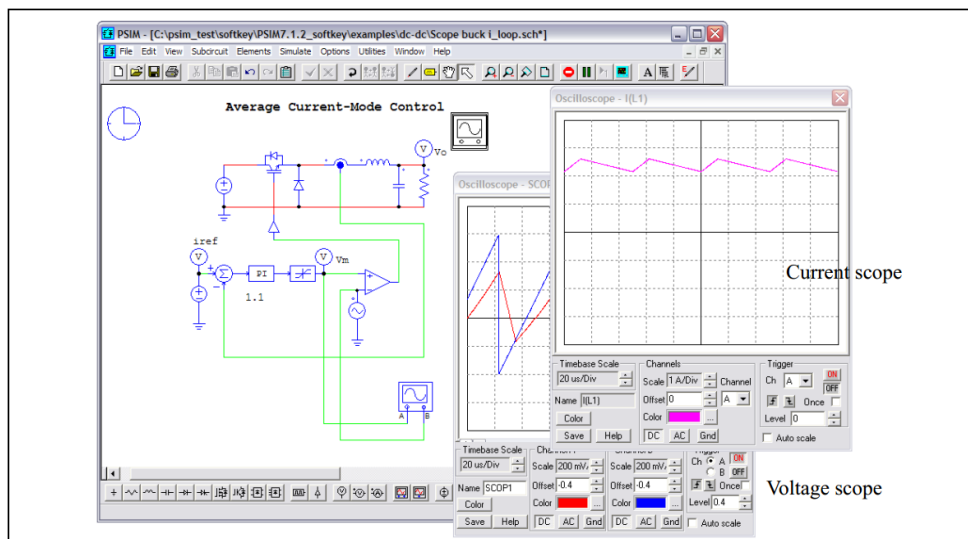 PSIM - [C:\psim_test\softkey\PSIM7.1.2_softkey\examples\dc-dc\Scope buck i_loop.sch*]
File Edit View Subcircuit Elements Simulate Options Utilities Window Help
Average Current-Mode Control
V
Vo
iref
V
V
Vm
Σ
PI
1.1
A B
Oscilloscope - SCOP
Oscilloscope - I(L1)
Current scope
Timebase Scale
20 us/Div
Name I(L1)
Color
Save Help
Channels
Scale 1 A/Div Channel
Offset 0 A
Color ...
DC AC Gnd
Trigger
Ch A ON
OFF
Once
Level 0
Auto scale
Timebase Scale
20 us/Div
Name SCOP1
Color
Save Help
Scale 200 mV/
Offset -0.4
Color ...
DC AC Gnd
Scale 200 mV/
Offset -0.4
Color ...
DC AC Gnd
Ch A ON
B OFF
Once
Level 0.4
Auto scale
Voltage scope